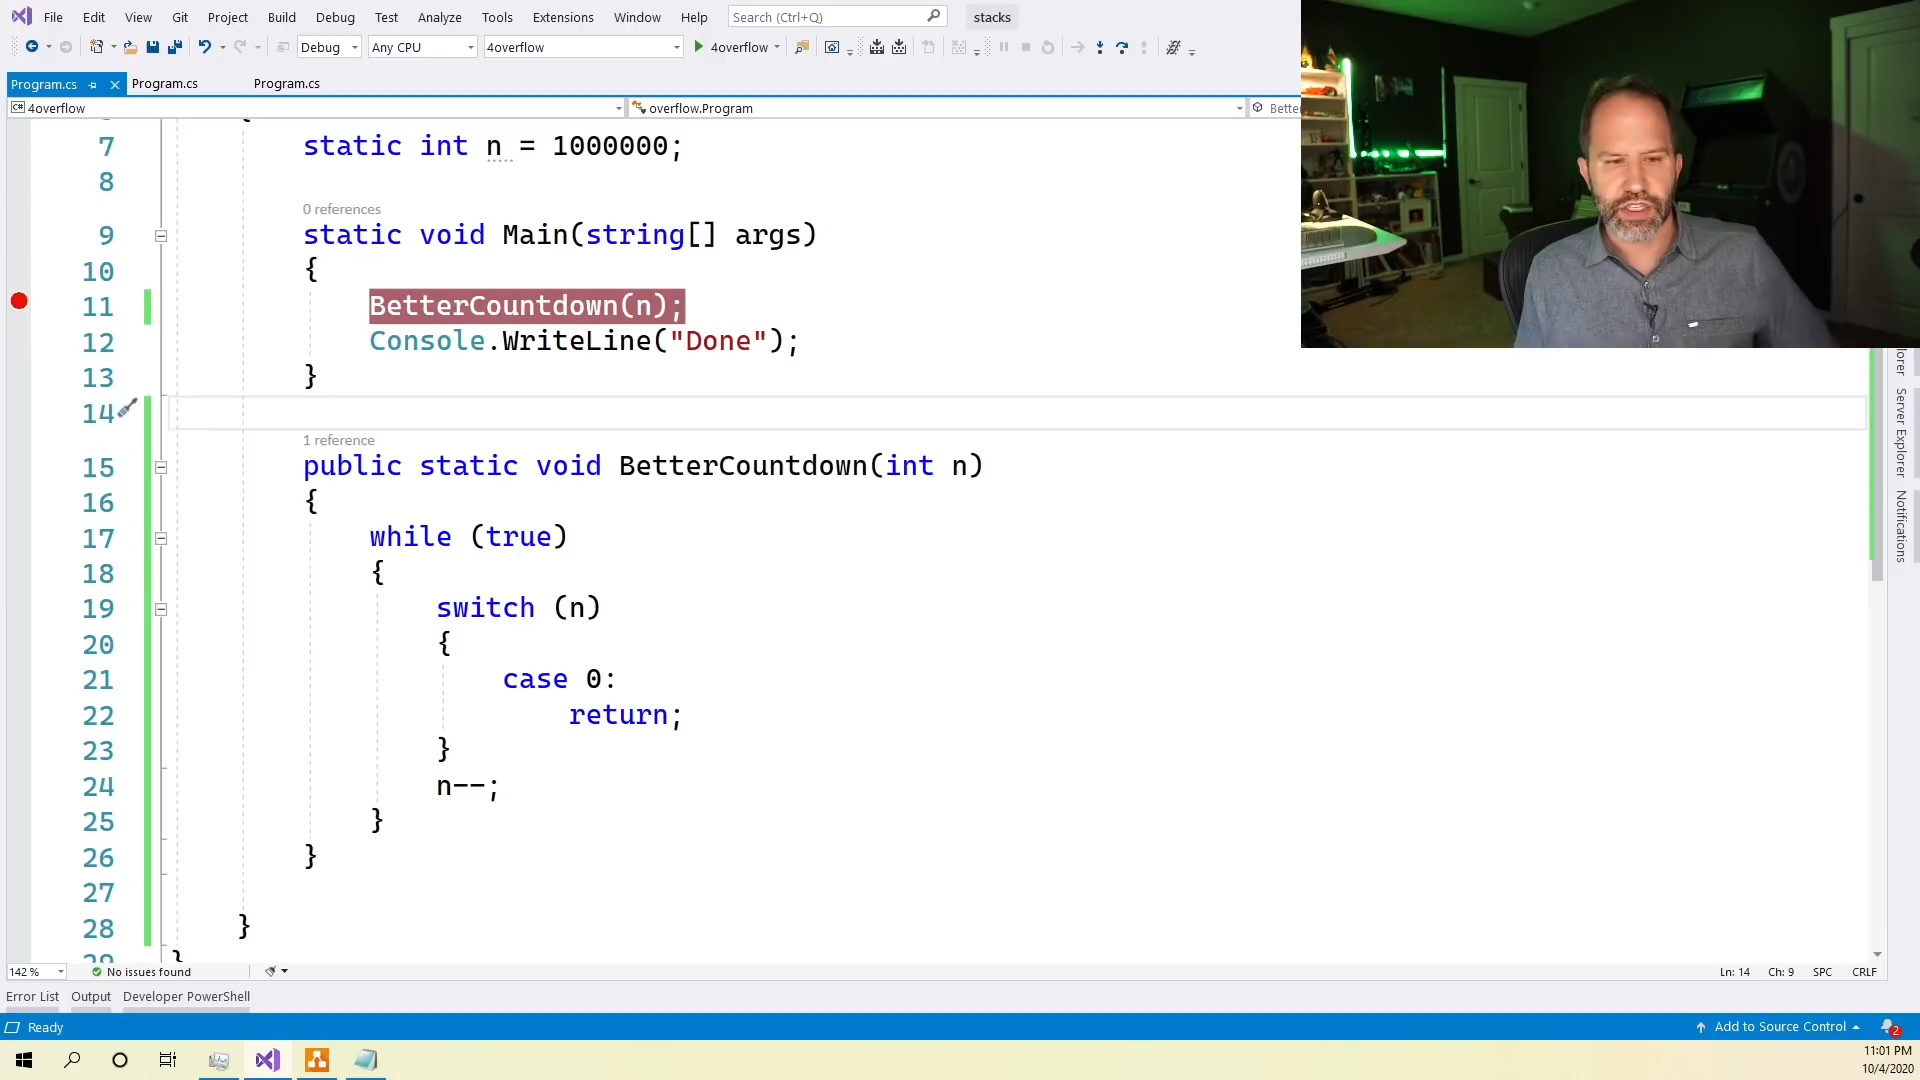 File Edit View Git Project Build Debug Test Analyze Tools Extensions Window Help Search (Ctrl+Q) stacks
Debug Any CPU 4overflow 4overflow
Program.cs Program.cs Program.cs
C# 4overflow overflow.Program Bette
7 static int n = 1000000;
8
0 references
9 static void Main(string[] args)
10 {
11 BetterCountdown(n);
12 Console.WriteLine("Done");
13 }
14
1 reference
15 public static void BetterCountdown(int n)
16 {
17 while (true)
18 {
19 switch (n)
20 {
21 case 0:
22 return;
23 }
24 n--;
25 }
26 }
27
28 }
29 }
orer
Server Explorer
Notifications
142 % No issues found Ln: 14 Ch: 9 SPC CRLF
Error List Output Developer PowerShell
Ready Add to Source Control 2
11:01 PM
10/4/2020